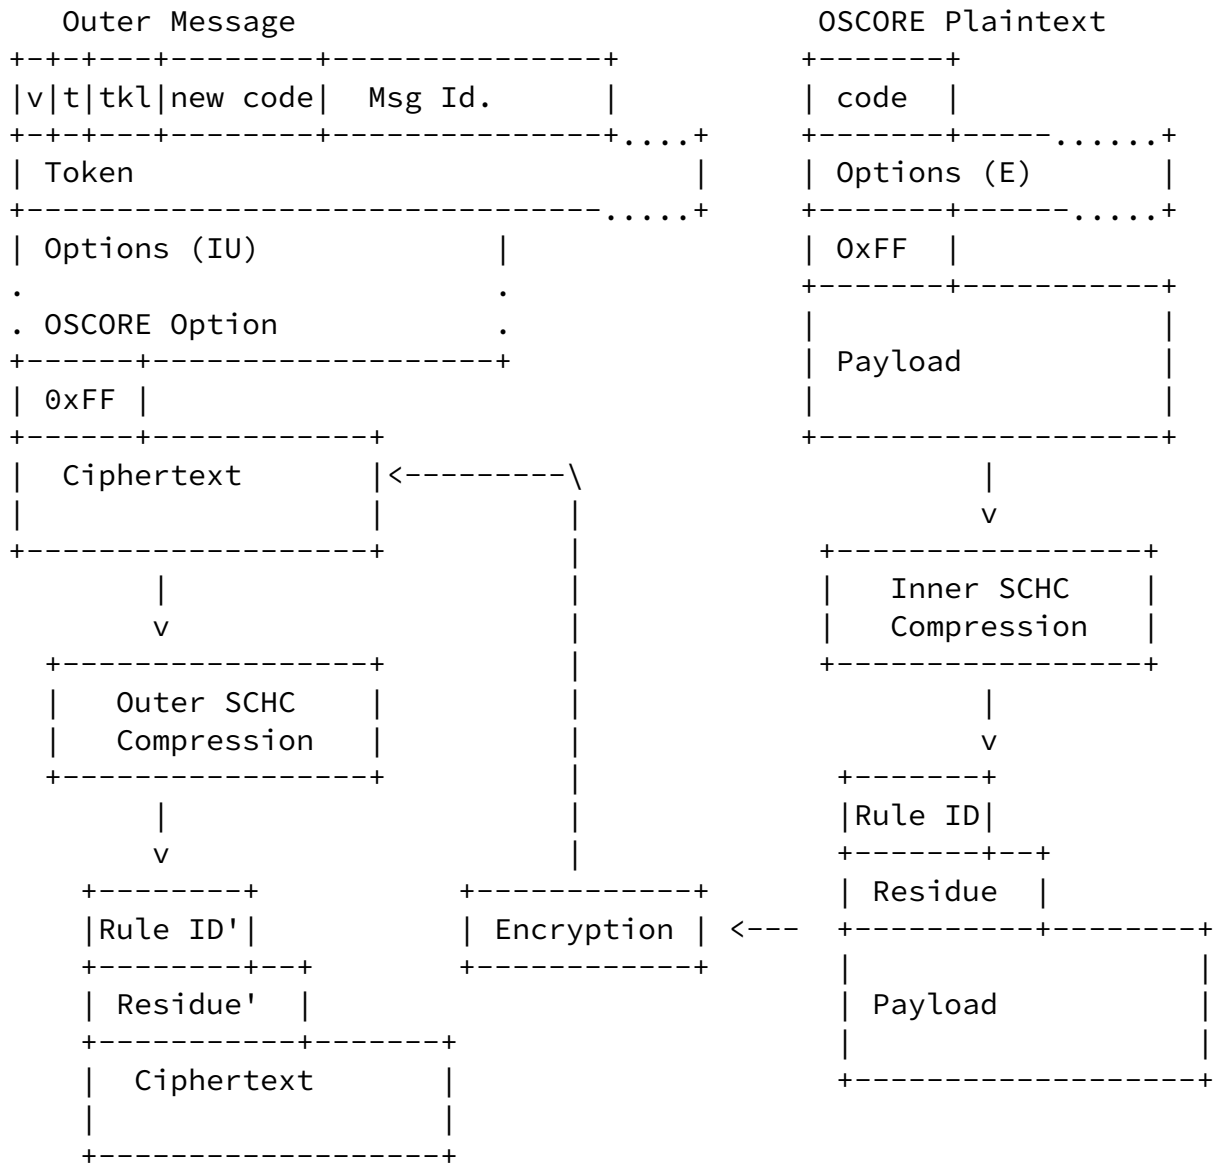 Outer Message OSCORE Plaintext
+-+-+---+--------+---------------+ +-------+
|v|t|tkl|new code| Msg Id. | | code |
+-+-+---+--------+---------------+....+ +-------+-----......+
| Token | | Options (E) |
+--------------------------------.....+ +-------+------.....+
| Options (IU) | | OxFF |
. . +-------+-----------+
. OSCORE Option . | |
+------+-------------------+ | Payload |
| 0xFF | | |
+------+------------+ +-------------------+
| Ciphertext |<---------\ |
| | | v
+-------------------+ | +-----------------+
| | | Inner SCHC |
v | | Compression |
+-----------------+ | +-----------------+
| Outer SCHC | | |
| Compression | | v
+-----------------+ | +-------+
| | |Rule ID|
v | +-------+--+
+--------+ +------------+ | Residue |
|Rule ID'| | Encryption | <--- +----------+--------+
+--------+--+ +------------+ | |
| Residue' | | Payload |
+-----------+-------+ | |
| Ciphertext | +-------------------+
| |
+-------------------+